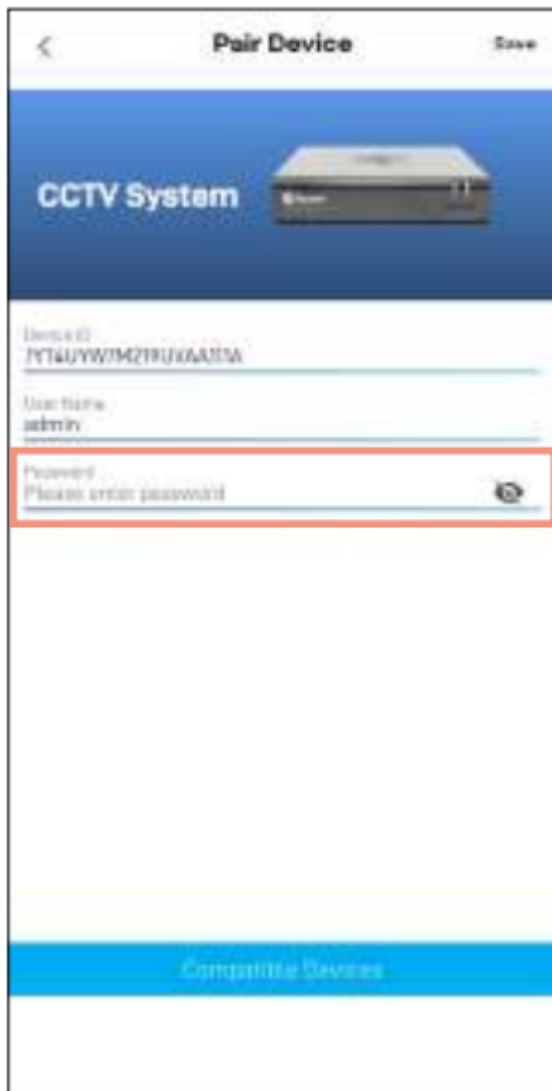 Pair Device
Save
CCTV System
Device ID
User Name
admin
Password
Please enter password
Compatible Devices